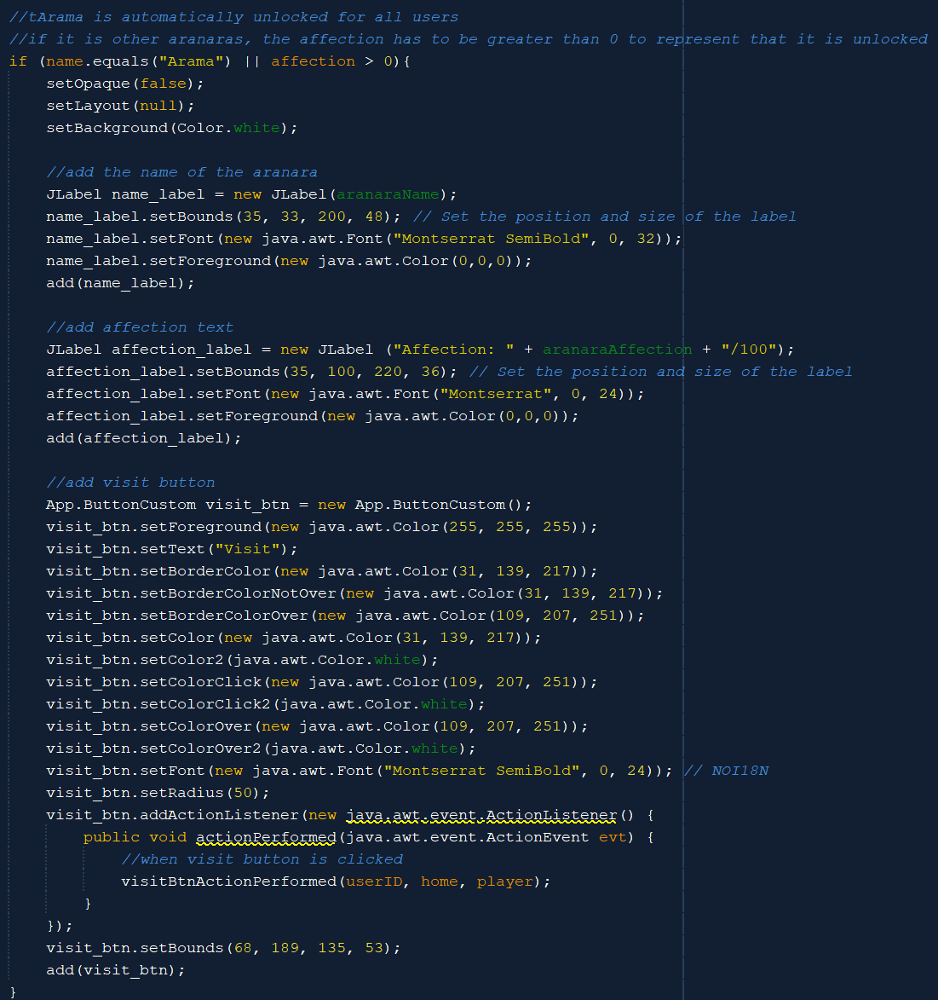 //tArama is automatically unlocked for all users
//if it is other aranaras, the affection has to be greater than 0 to represent that it is unlocked
if (name.equals("Arama") || affection > 0){
    setOpaque(false);
    setLayout(null);
    setBackground(Color.white);

    //add the name of the aranara
    JLabel name_label = new JLabel(aranaraName);
    name_label.setBounds(35, 33, 200, 48); // Set the position and size of the label
    name_label.setFont(new java.awt.Font("Montserrat SemiBold", 0, 32));
    name_label.setForeground(new java.awt.Color(0,0,0));
    add(name_label);

    //add affection text
    JLabel affection_label = new JLabel ("Affection: " + aranaraAffection + "/100");
    affection_label.setBounds(35, 100, 220, 36); // Set the position and size of the label
    affection_label.setFont(new java.awt.Font("Montserrat", 0, 24));
    affection_label.setForeground(new java.awt.Color(0,0,0));
    add(affection_label);

    //add visit button
    App.ButtonCustom visit_btn = new App.ButtonCustom();
    visit_btn.setForeground(new java.awt.Color(255, 255, 255));
    visit_btn.setText("Visit");
    visit_btn.setBorderColor(new java.awt.Color(31, 139, 217));
    visit_btn.setBorderColorNotOver(new java.awt.Color(31, 139, 217));
    visit_btn.setBorderColorOver(new java.awt.Color(109, 207, 251));
    visit_btn.setColor(new java.awt.Color(31, 139, 217));
    visit_btn.setColor2(java.awt.Color.white);
    visit_btn.setColorClick(new java.awt.Color(109, 207, 251));
    visit_btn.setColorClick2(java.awt.Color.white);
    visit_btn.setColorOver(new java.awt.Color(109, 207, 251));
    visit_btn.setColorOver2(java.awt.Color.white);
    visit_btn.setFont(new java.awt.Font("Montserrat SemiBold", 0, 24)); // NOI18N
    visit_btn.setRadius(50);
    visit_btn.addActionListener(new java.awt.event.ActionListener() {
        public void actionPerformed(java.awt.event.ActionEvent evt) {
            //when visit button is clicked
            visitBtnActionPerformed(userID, home, player);
        }
    });
    visit_btn.setBounds(68, 189, 135, 53);
    add(visit_btn);
}